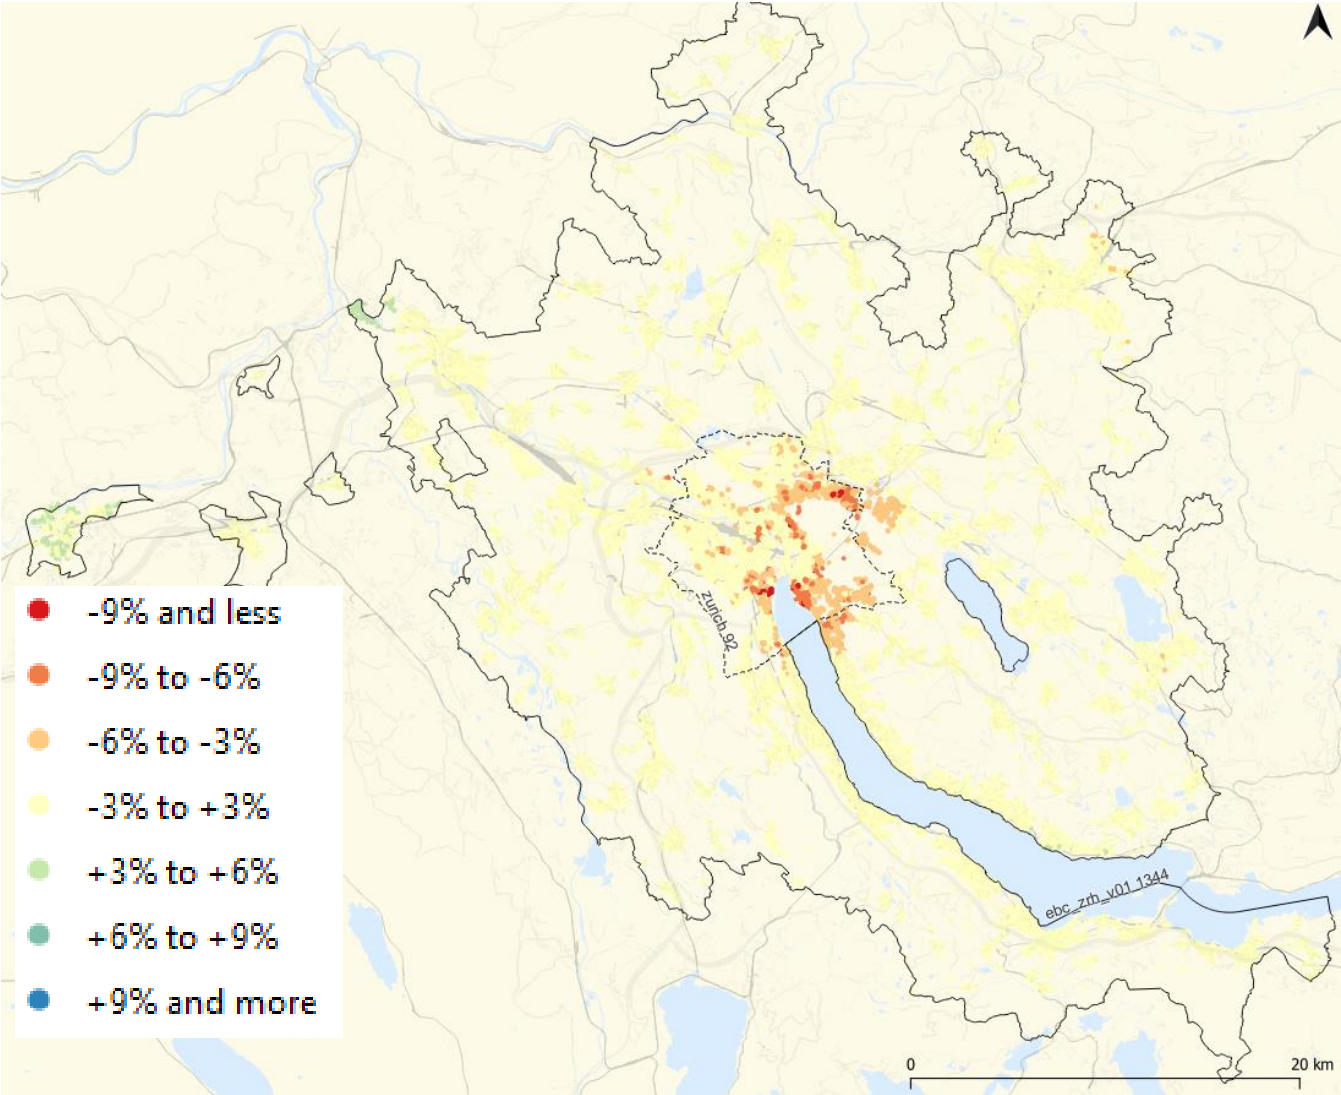 zurich_92
-9% and less
-9% to -6%
-6% to -3%
-3% to +3%
+3% to +6%
+6% to +9%
+9% and more
ebc_zrh_v01_1344
0 20 km